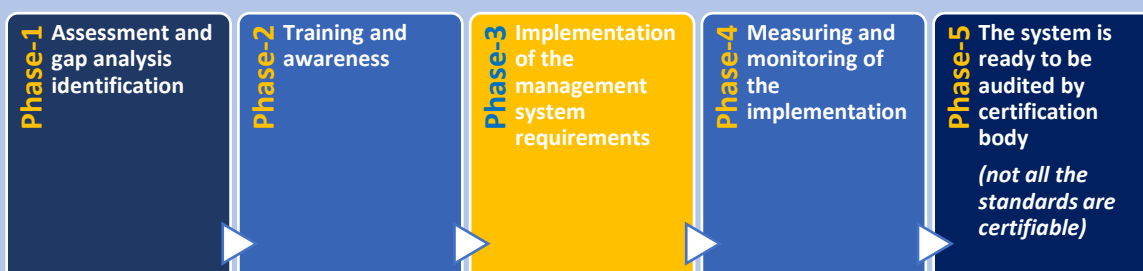 Phase-1
Assessment and
gap analysis
identification
Phase-2
Training and
awareness
Phase-3
Implementation
of the
management
system
requirements
Phase-4
Measuring and
monitoring of
the
implementation
Phase-5
The system is
ready to be
audited by
certification
body
(not all the
standards are
certifiable)